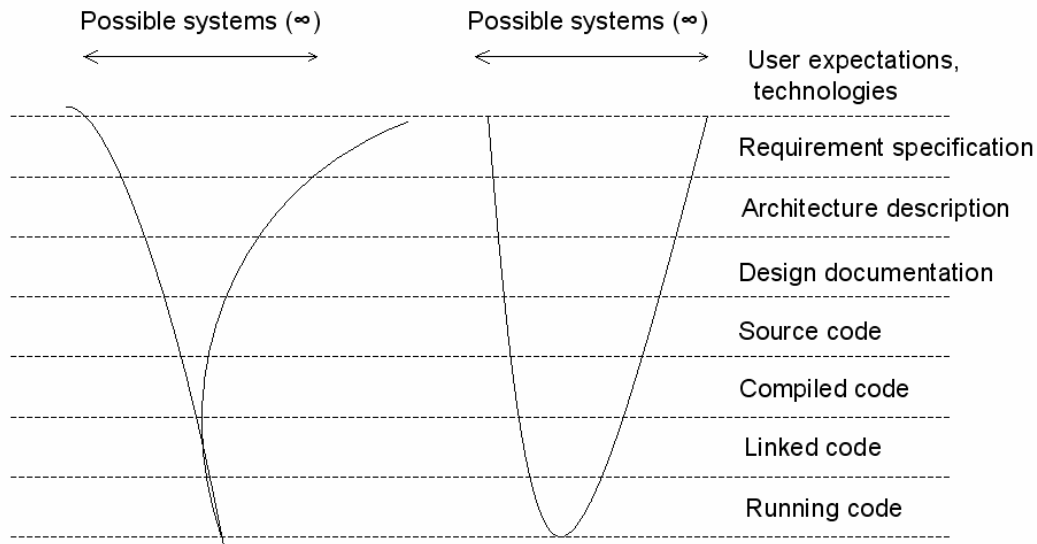 Possible systems (∞)
Possible systems (∞)
User expectations,
technologies
Requirement specification
Architecture description
Design documentation
Source code
Compiled code
Linked code
Running code